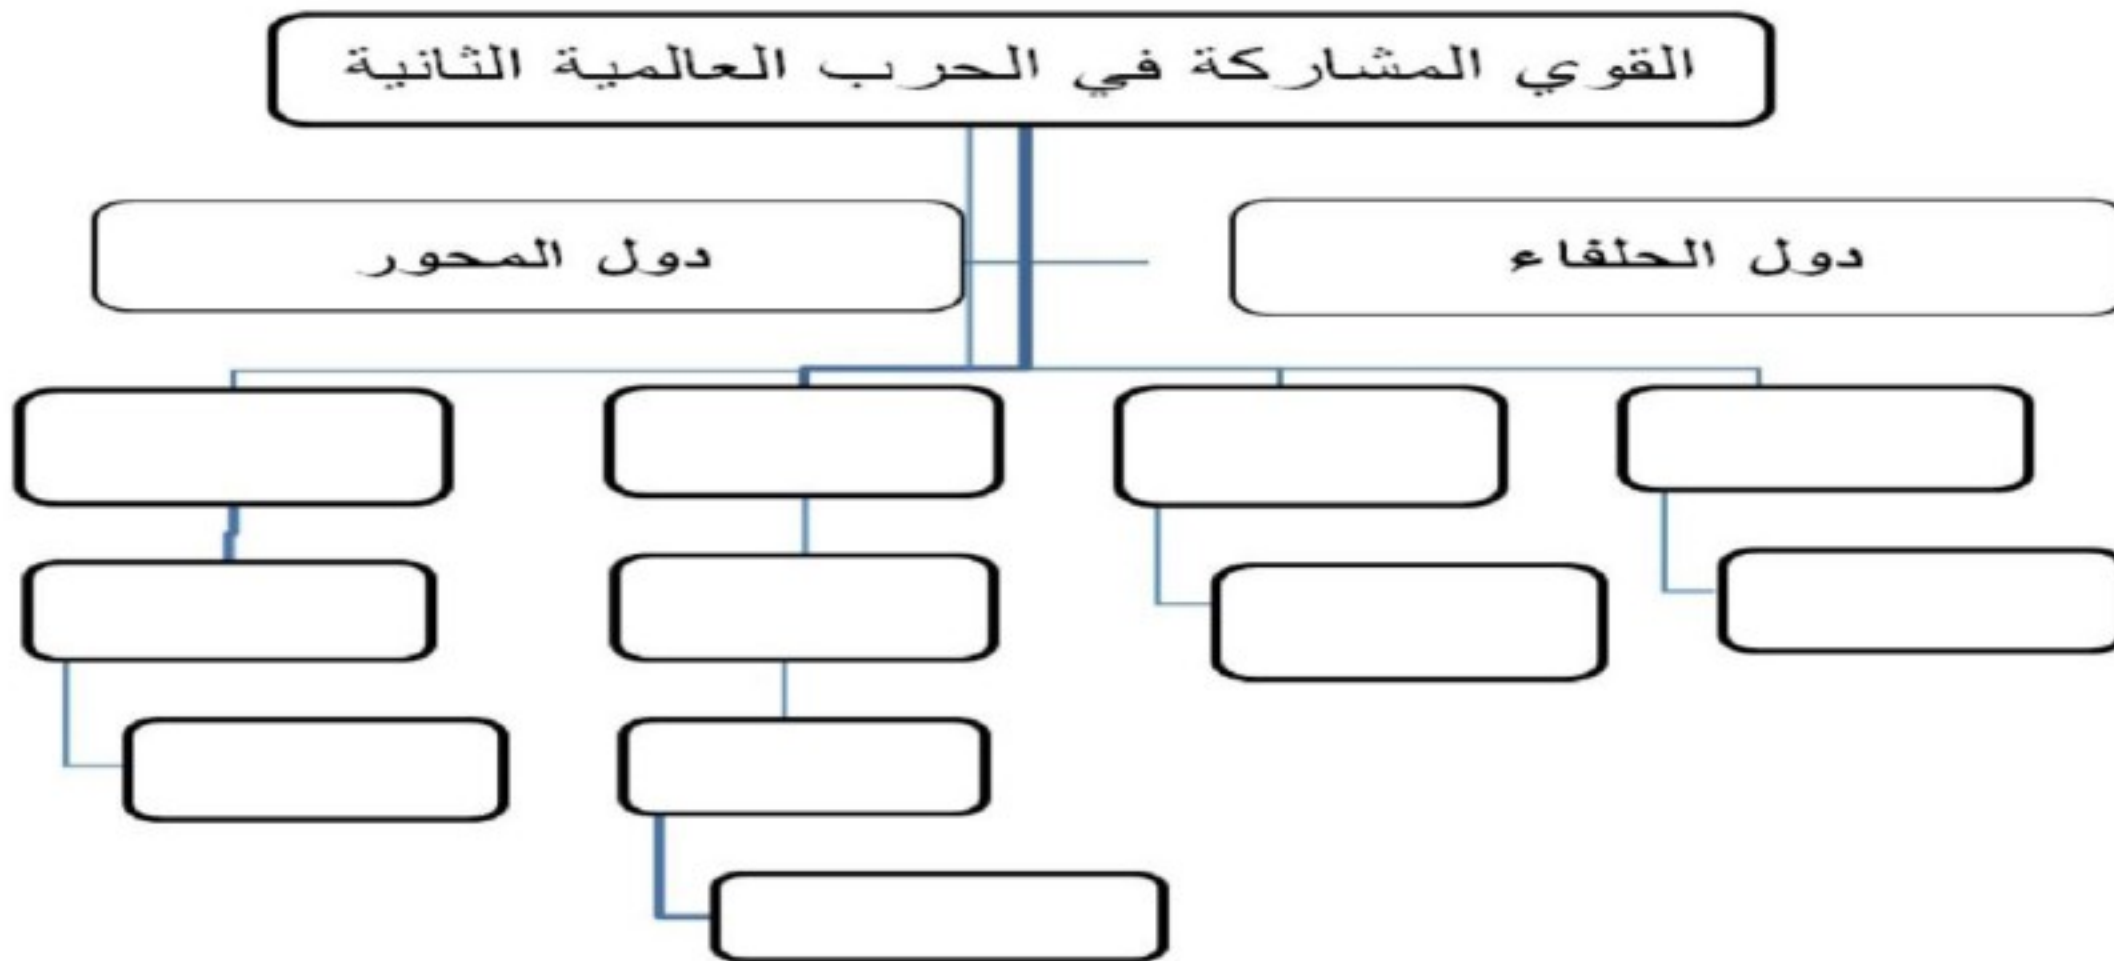 القوي المشاركة في الحرب العالمية الثانية
دول الحلفاء
دول المحور